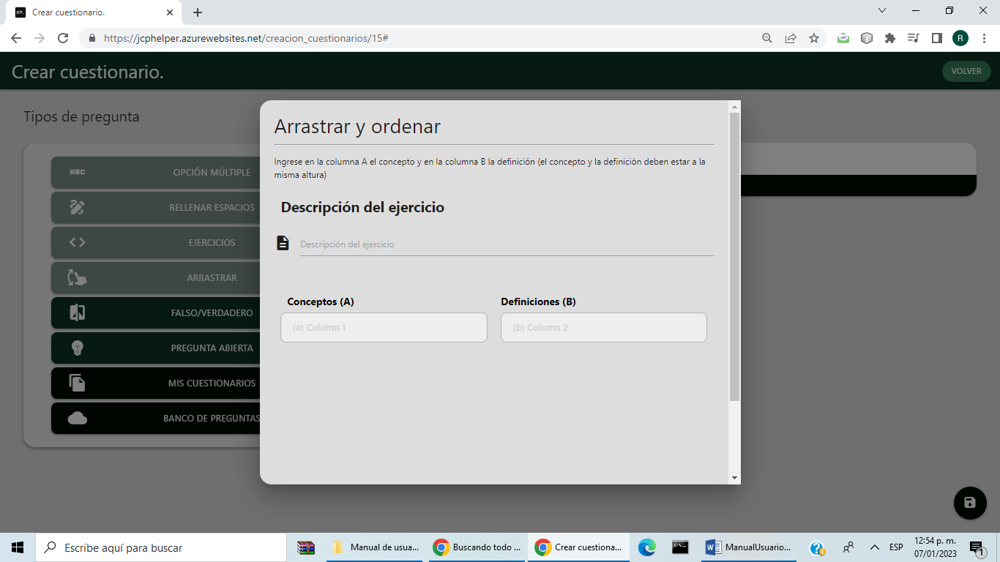 Crear cuestionario.
https://jcphelper.azurewebsites.net/creacion_cuestionarios/15#
R
Crear cuestionario.
VOLVER
Tipos de pregunta
ABC OPCIÓN MÚLTIPLE
RELLENAR ESPACIOS
EJERCICIOS
ARRASTRAR
FALSO/VERDADERO
PREGUNTA ABIERTA
MIS CUESTIONARIOS
BANCO DE PREGUNTAS
Arrastrar y ordenar
Ingrese en la columna A el concepto y en la columna B la definición (el concepto y la definición deben estar a la
misma altura)
Descripción del ejercicio
Descripción del ejercicio
Conceptos (A) Definiciones (B)
(a) Column 1 (b) Column 2
Escribe aquí para buscar
Manual de usua...
Buscando todo ...
Crear cuestiona...
ManualUsuario...
ESP
12:54 p. m.
07/01/2023
1